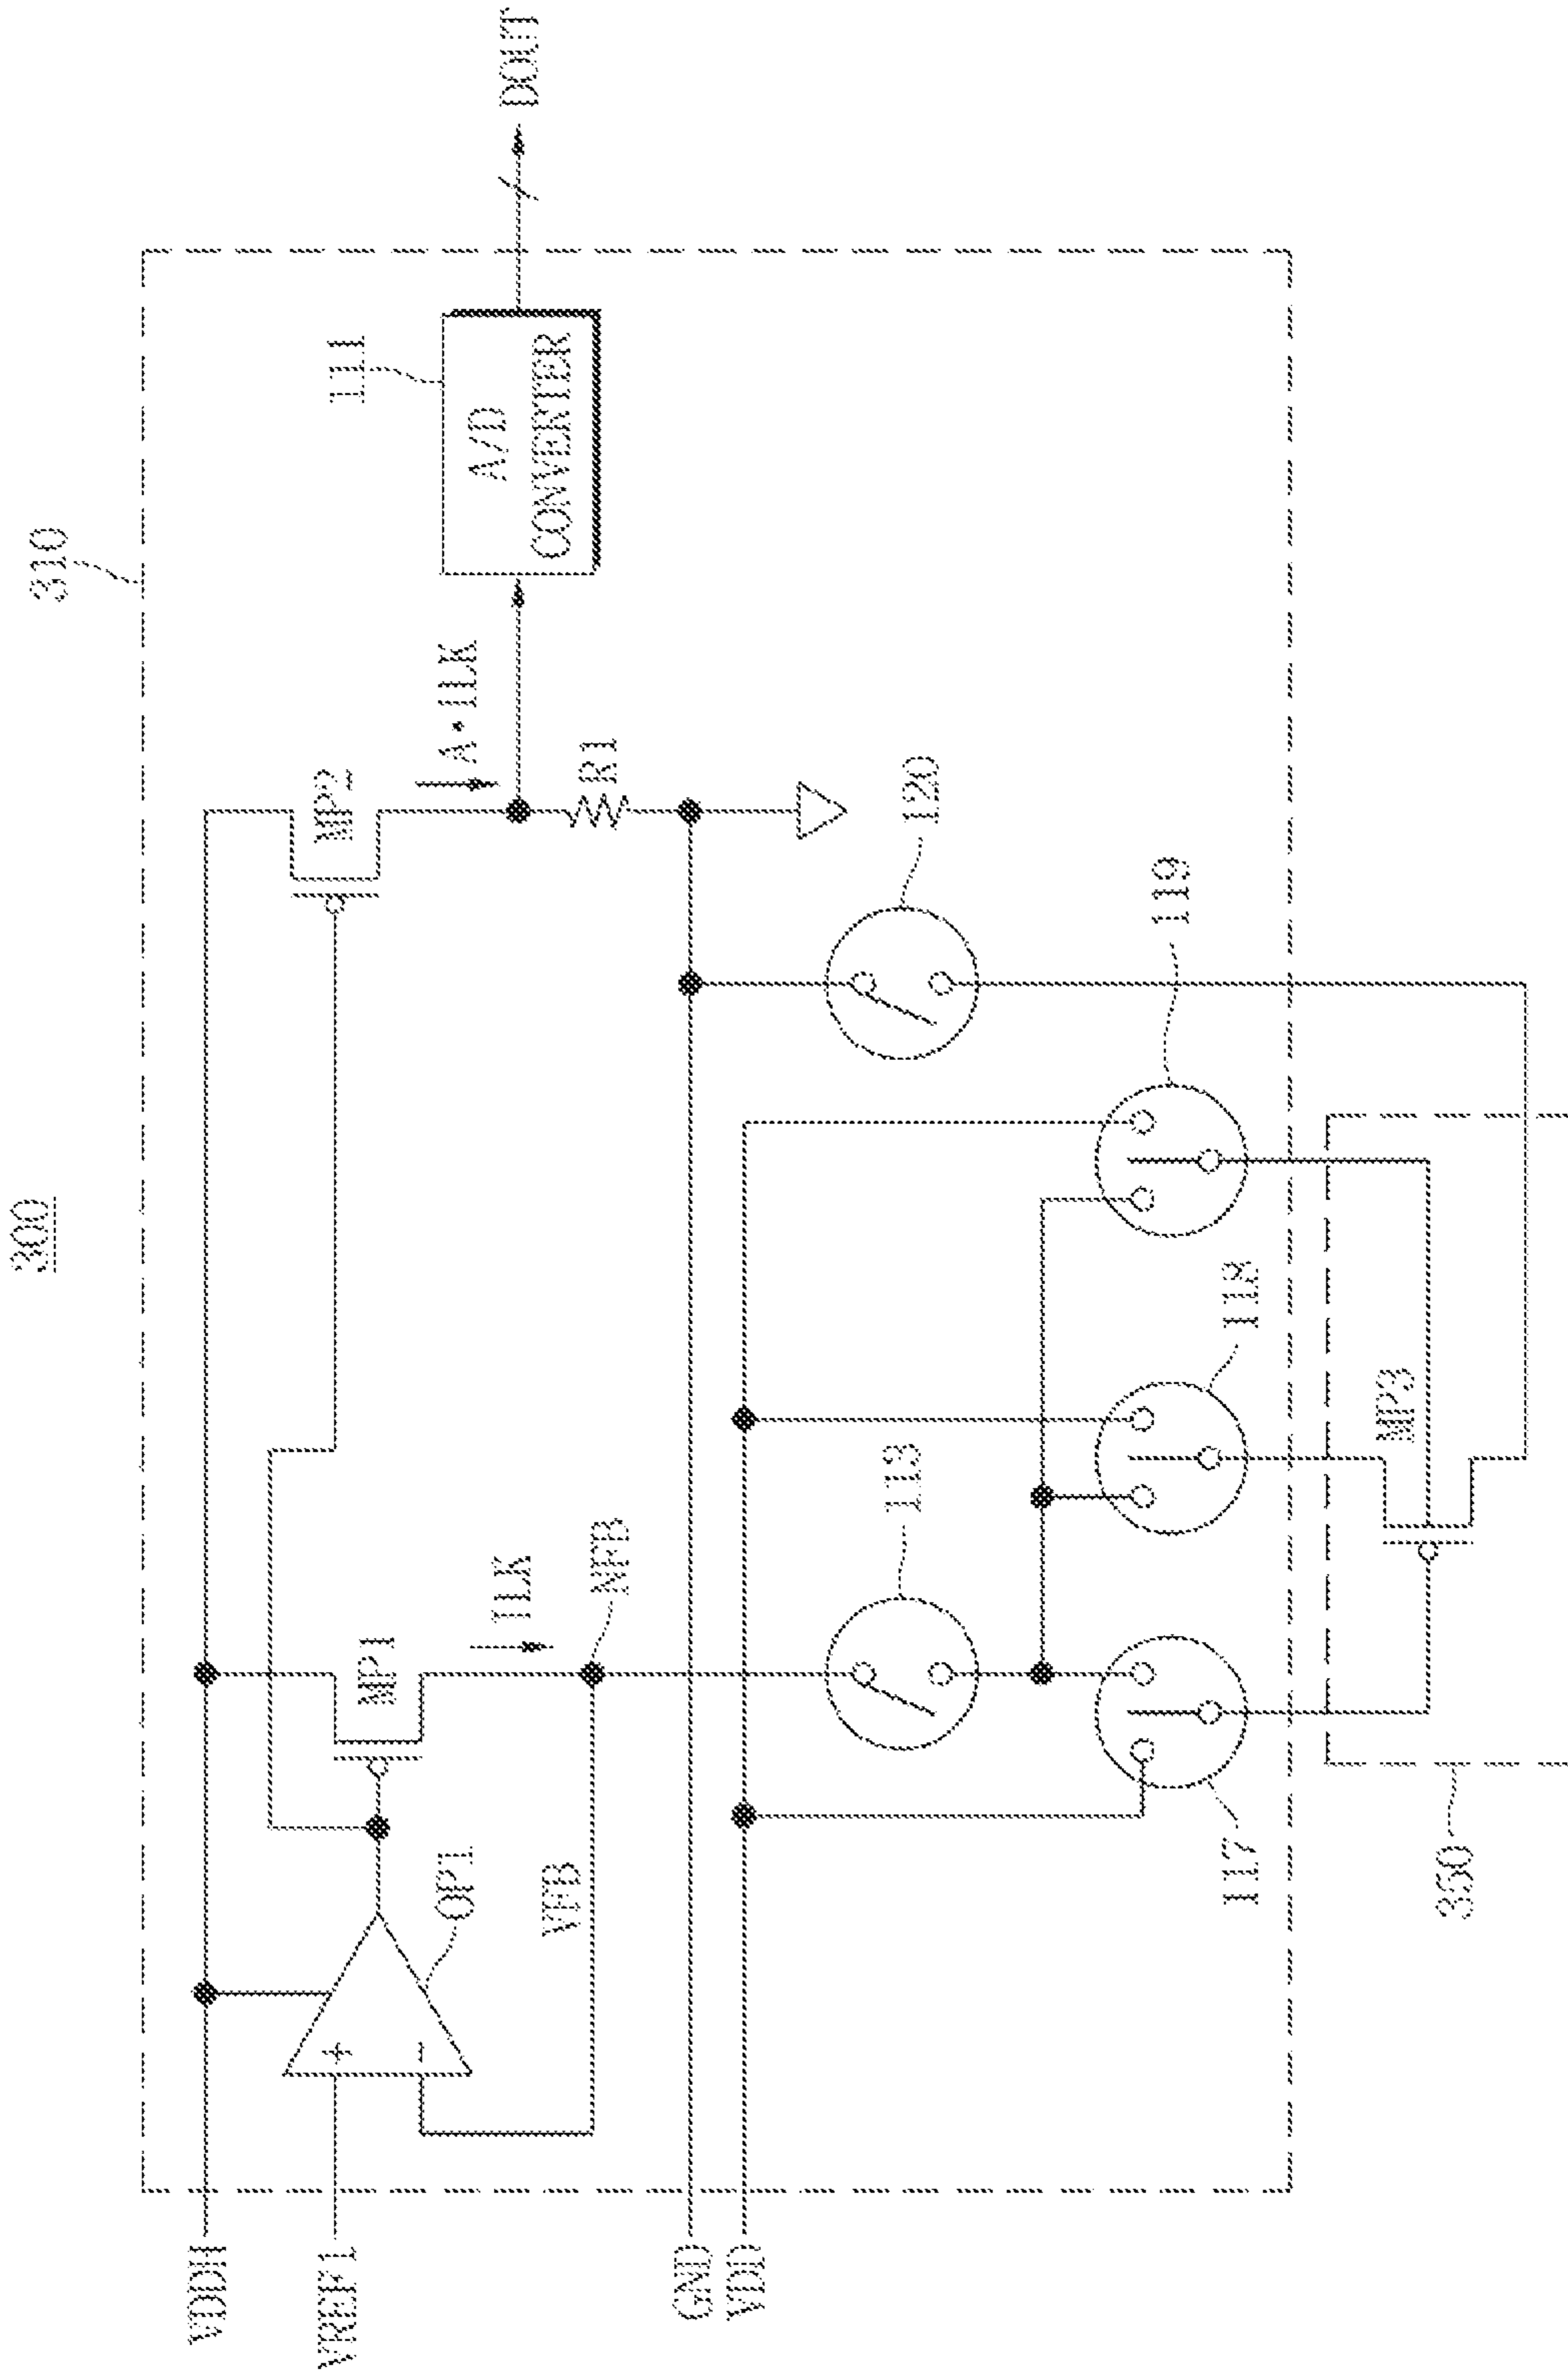 300
310
VDDH
VREF1
GND
VDD
+
-
OP1
VFB
MP1
ILK
NFB
MP2
A•ILK
R1
111
A/D
CONVERTER
DOUT
113
117
118
119
120
MP3
350